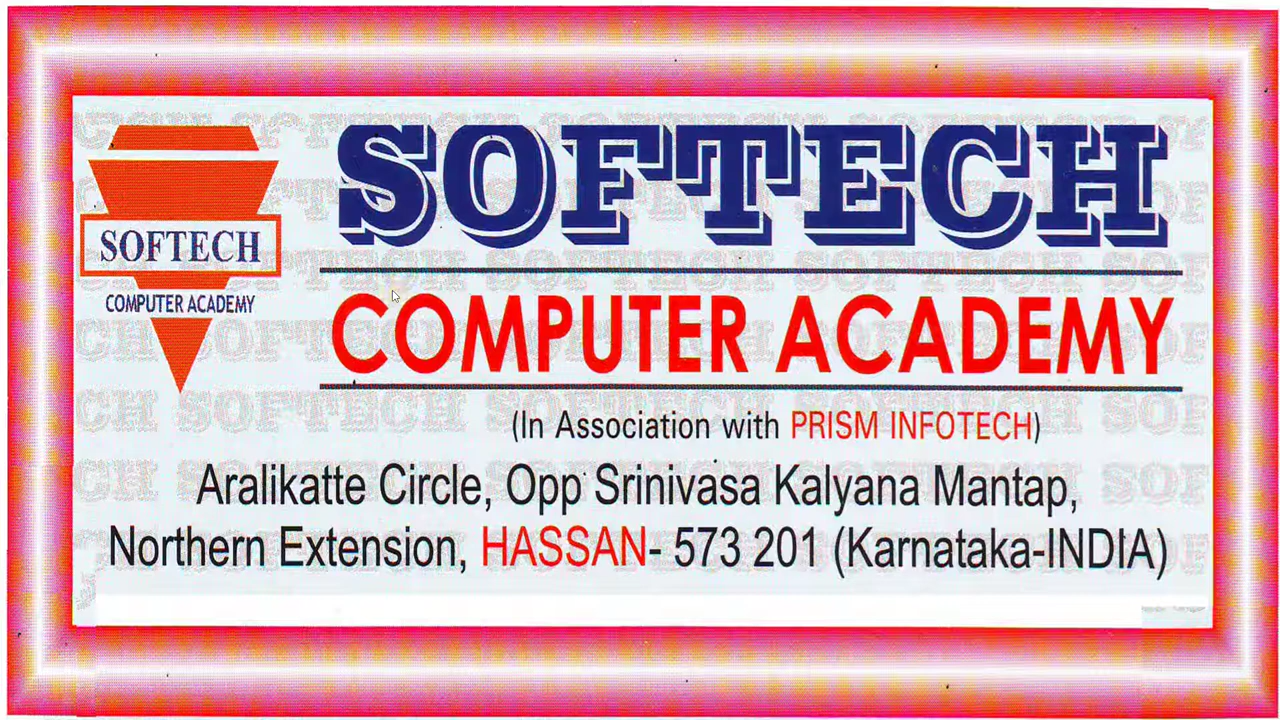 SOFTECH
COMPUTER ACADEMY
SOFTECH
COMPUTER ACADEMY
(In Association with PRISM INFOTECH)
Aralikatte Circle, Opp Srinivasa Kalyana Mantap,
Northern Extension, HASSAN- 573 201 (Karnataka-INDIA)